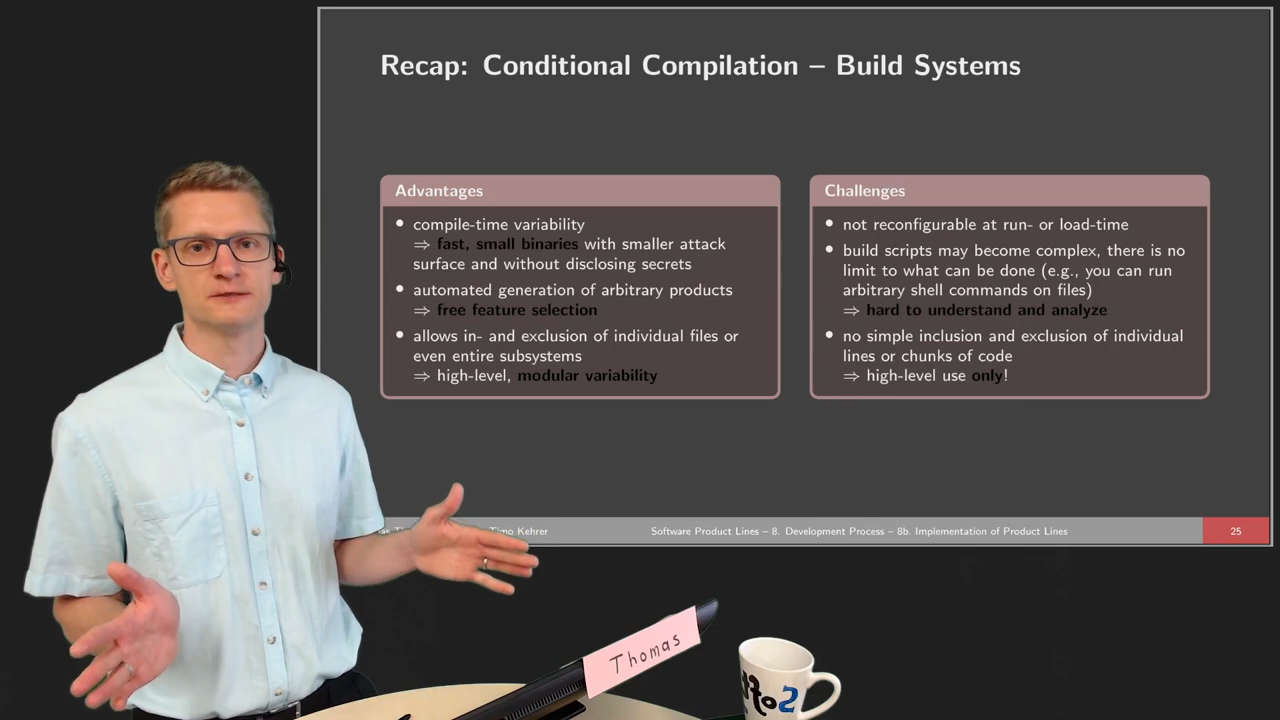 Recap: Conditional Compilation – Build Systems
Advantages
• compile-time variability
⇒ fast, small binaries with smaller attack
surface and without disclosing secrets
• automated generation of arbitrary products
⇒ free feature selection
• allows in- and exclusion of individual files or
even entire subsystems
⇒ high-level, modular variability
Challenges
• not reconfigurable at run- or load-time
• build scripts may become complex, there is no
limit to what can be done (e.g., you can run
arbitrary shell commands on files)
⇒ hard to understand and analyze
• no simple inclusion and exclusion of individual
lines or chunks of code
⇒ high-level use only!
Timo Kehrer
Software Product Lines – 8. Development Process – 8b. Implementation of Product Lines
25
Thomas